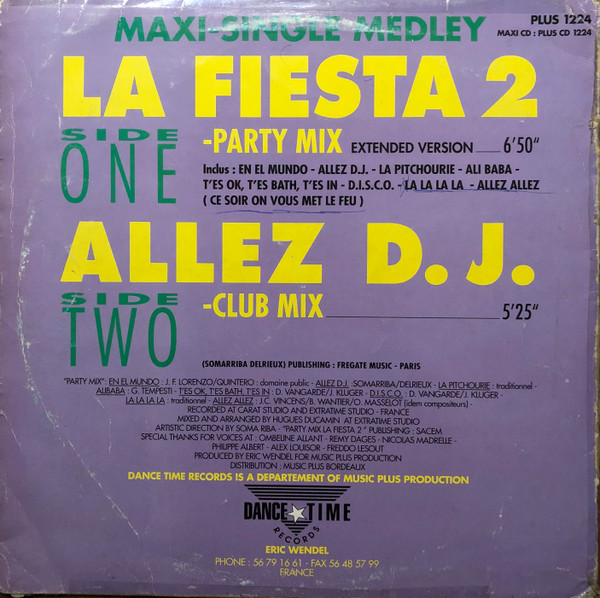 MAXI-SINGLE MEDLEY
PLUS 1224
MAXI CD : PLUS CD 1224
LA FIESTA 2
SIDE ONE
-PARTY MIX EXTENDED VERSION 6'50"
Inclus : EN EL MUNDO - ALLEZ D.J. - LA PITCHOURIE - ALI BABA -
T'ES OK, T'ES BATH, T'ES IN - D.I.S.C.O. - LA LA LA LA - ALLEZ ALLEZ
( CE SOIR ON VOUS MET LE FEU )
ALLEZ D. J.
SIDE TWO
-CLUB MIX 5'25"
(SOMARRIBA DELRIEUX) PUBLISHING : FREGATE MUSIC - PARIS
"PARTY MIX" : EN EL MUNDO : J. F. LORENZO/QUINTERO : domaine public - ALLEZ D.J. :SOMARRIBA/DELRIEUX - LA PITCHOURIE : traditionnel -
ALIBABA : G. TEMPESTI - T'ES OK, T'ES BATH, T'ES IN : D. VANGARDE/J. KLUGER - D.I.S.C.O. : D. VANGARDE/J. KLUGER -
LA LA LA LA : traditionnel - ALLEZ ALLEZ : J.C. VINCENS/B. WANTIER/O. MASSELOT (idem compositeurs) -
RECORDED AT CARAT STUDIO AND EXTRATIME STUDIO - FRANCE
MIXED AND ARRANGED BY HUGUES DUCAMIN AT EXTRATIME STUDIO
ARTISTIC DIRECTION BY SOMA RIBA - "PARTY MIX LA FIESTA 2 " PUBLISHING : SACEM
SPECIAL THANKS FOR VOICES AT : OMBELINE ALLANT - REMY DAGES - NICOLAS MADRELLE -
PHILIPPE ALBERT - ALEX LOUISOR - FREDDO LESOUT
PRODUCED BY ERIC WENDEL FOR MUSIC PLUS PRODUCTION
DISTRIBUTION : MUSIC PLUS BORDEAUX
DANCE TIME RECORDS IS A DEPARTEMENT OF MUSIC PLUS PRODUCTION
DANCE TIME
RECORDS
ERIC WENDEL
PHONE : 56 79 16 61 - FAX 56 48 57 99
FRANCE